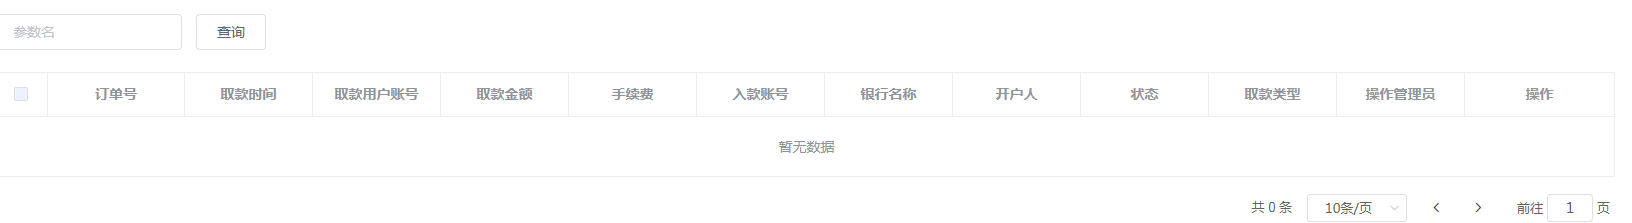 参数名 查询
订单号 取款时间 取款用户账号 取款金额 手续费 入款账号 银行名称 开户人 状态 取款类型 操作管理员 操作
暂无数据
共 0 条 10条/页 前往 1 页